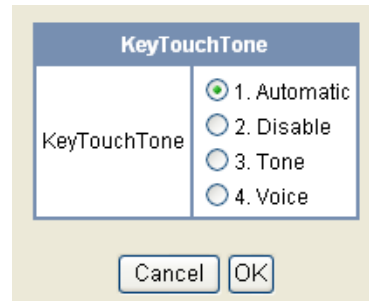 KeyTouchTone
KeyTouchTone
1. Automatic
2. Disable
3. Tone
4. Voice
Cancel OK